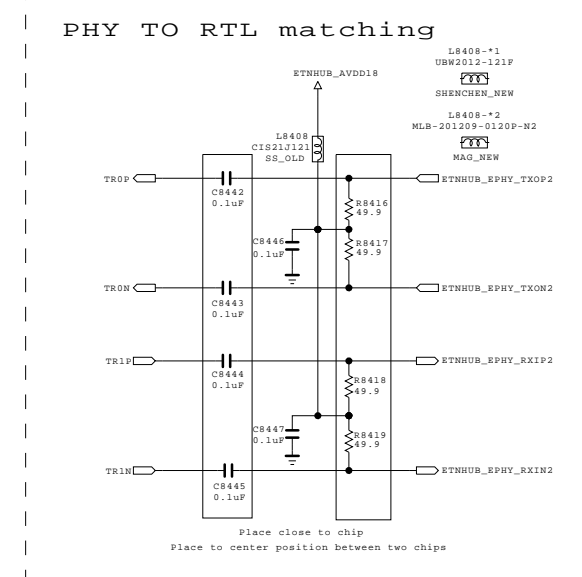 PHY TO RTL matching
L8408-*1
UBW2012-121F
SHENCHEN_NEW
ETNHUB_AVDD18
L8408-*2
MLB-201209-0120P-N2
MAG_NEW
L8408
CIS21J121
SS_OLD
TR0P
C8442
0.1uF
ETNHUB_EPHY_TXOP2
R8416
49.9
C8446
0.1uF
R8417
49.9
TR0N
C8443
0.1uF
ETNHUB_EPHY_TXON2
TR1P
C8444
0.1uF
ETNHUB_EPHY_RXIP2
R8418
49.9
C8447
0.1uF
R8419
49.9
TR1N
C8445
0.1uF
ETNHUB_EPHY_RXIN2
Place close to chip
Place to center position between two chips